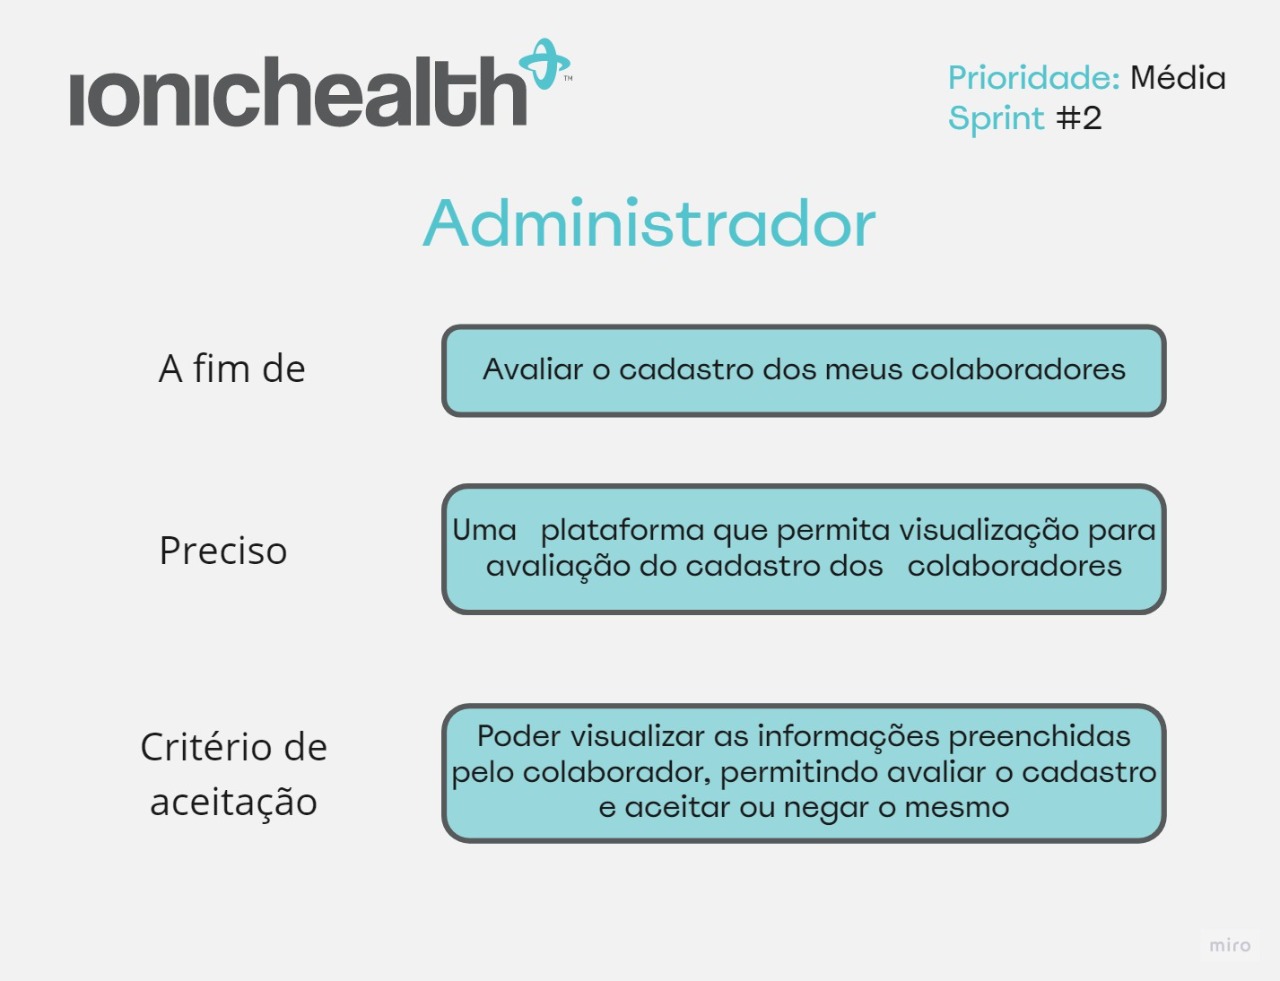 ionichealth™
Prioridade: Média
Sprint #2
Administrador
A fim de
Avaliar o cadastro dos meus colaboradores
Preciso
Uma plataforma que permita visualização para
avaliação do cadastro dos colaboradores
Critério de
aceitação
Poder visualizar as informações preenchidas
pelo colaborador, permitindo avaliar o cadastro
e aceitar ou negar o mesmo
miro